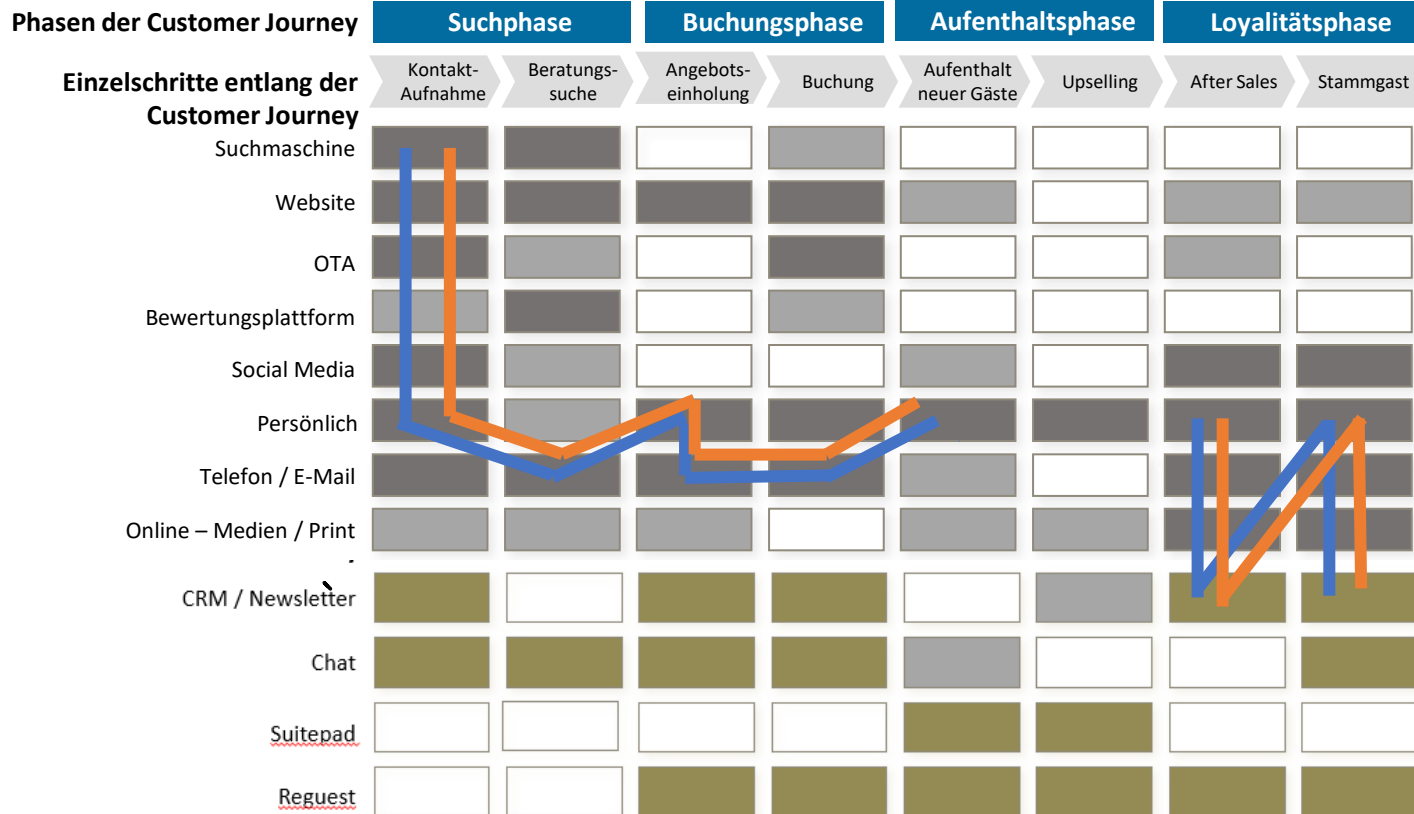 Phasen der Customer Journey
Suchphase
Buchungsphase
Aufenthaltsphase
Loyalitätsphase
Einzelschritte entlang der
Customer Journey
Kontakt-
Aufnahme
Beratungs-
suche
Angebots-
einholung
Buchung
Aufenthalt
neuer Gäste
Upselling
After Sales
Stammgast
Suchmaschine
Website
OTA
Bewertungsplattform
Social Media
Persönlich
Telefon / E-Mail
Online – Medien / Print
CRM / Newsletter
Chat
Suitepad
Reguest